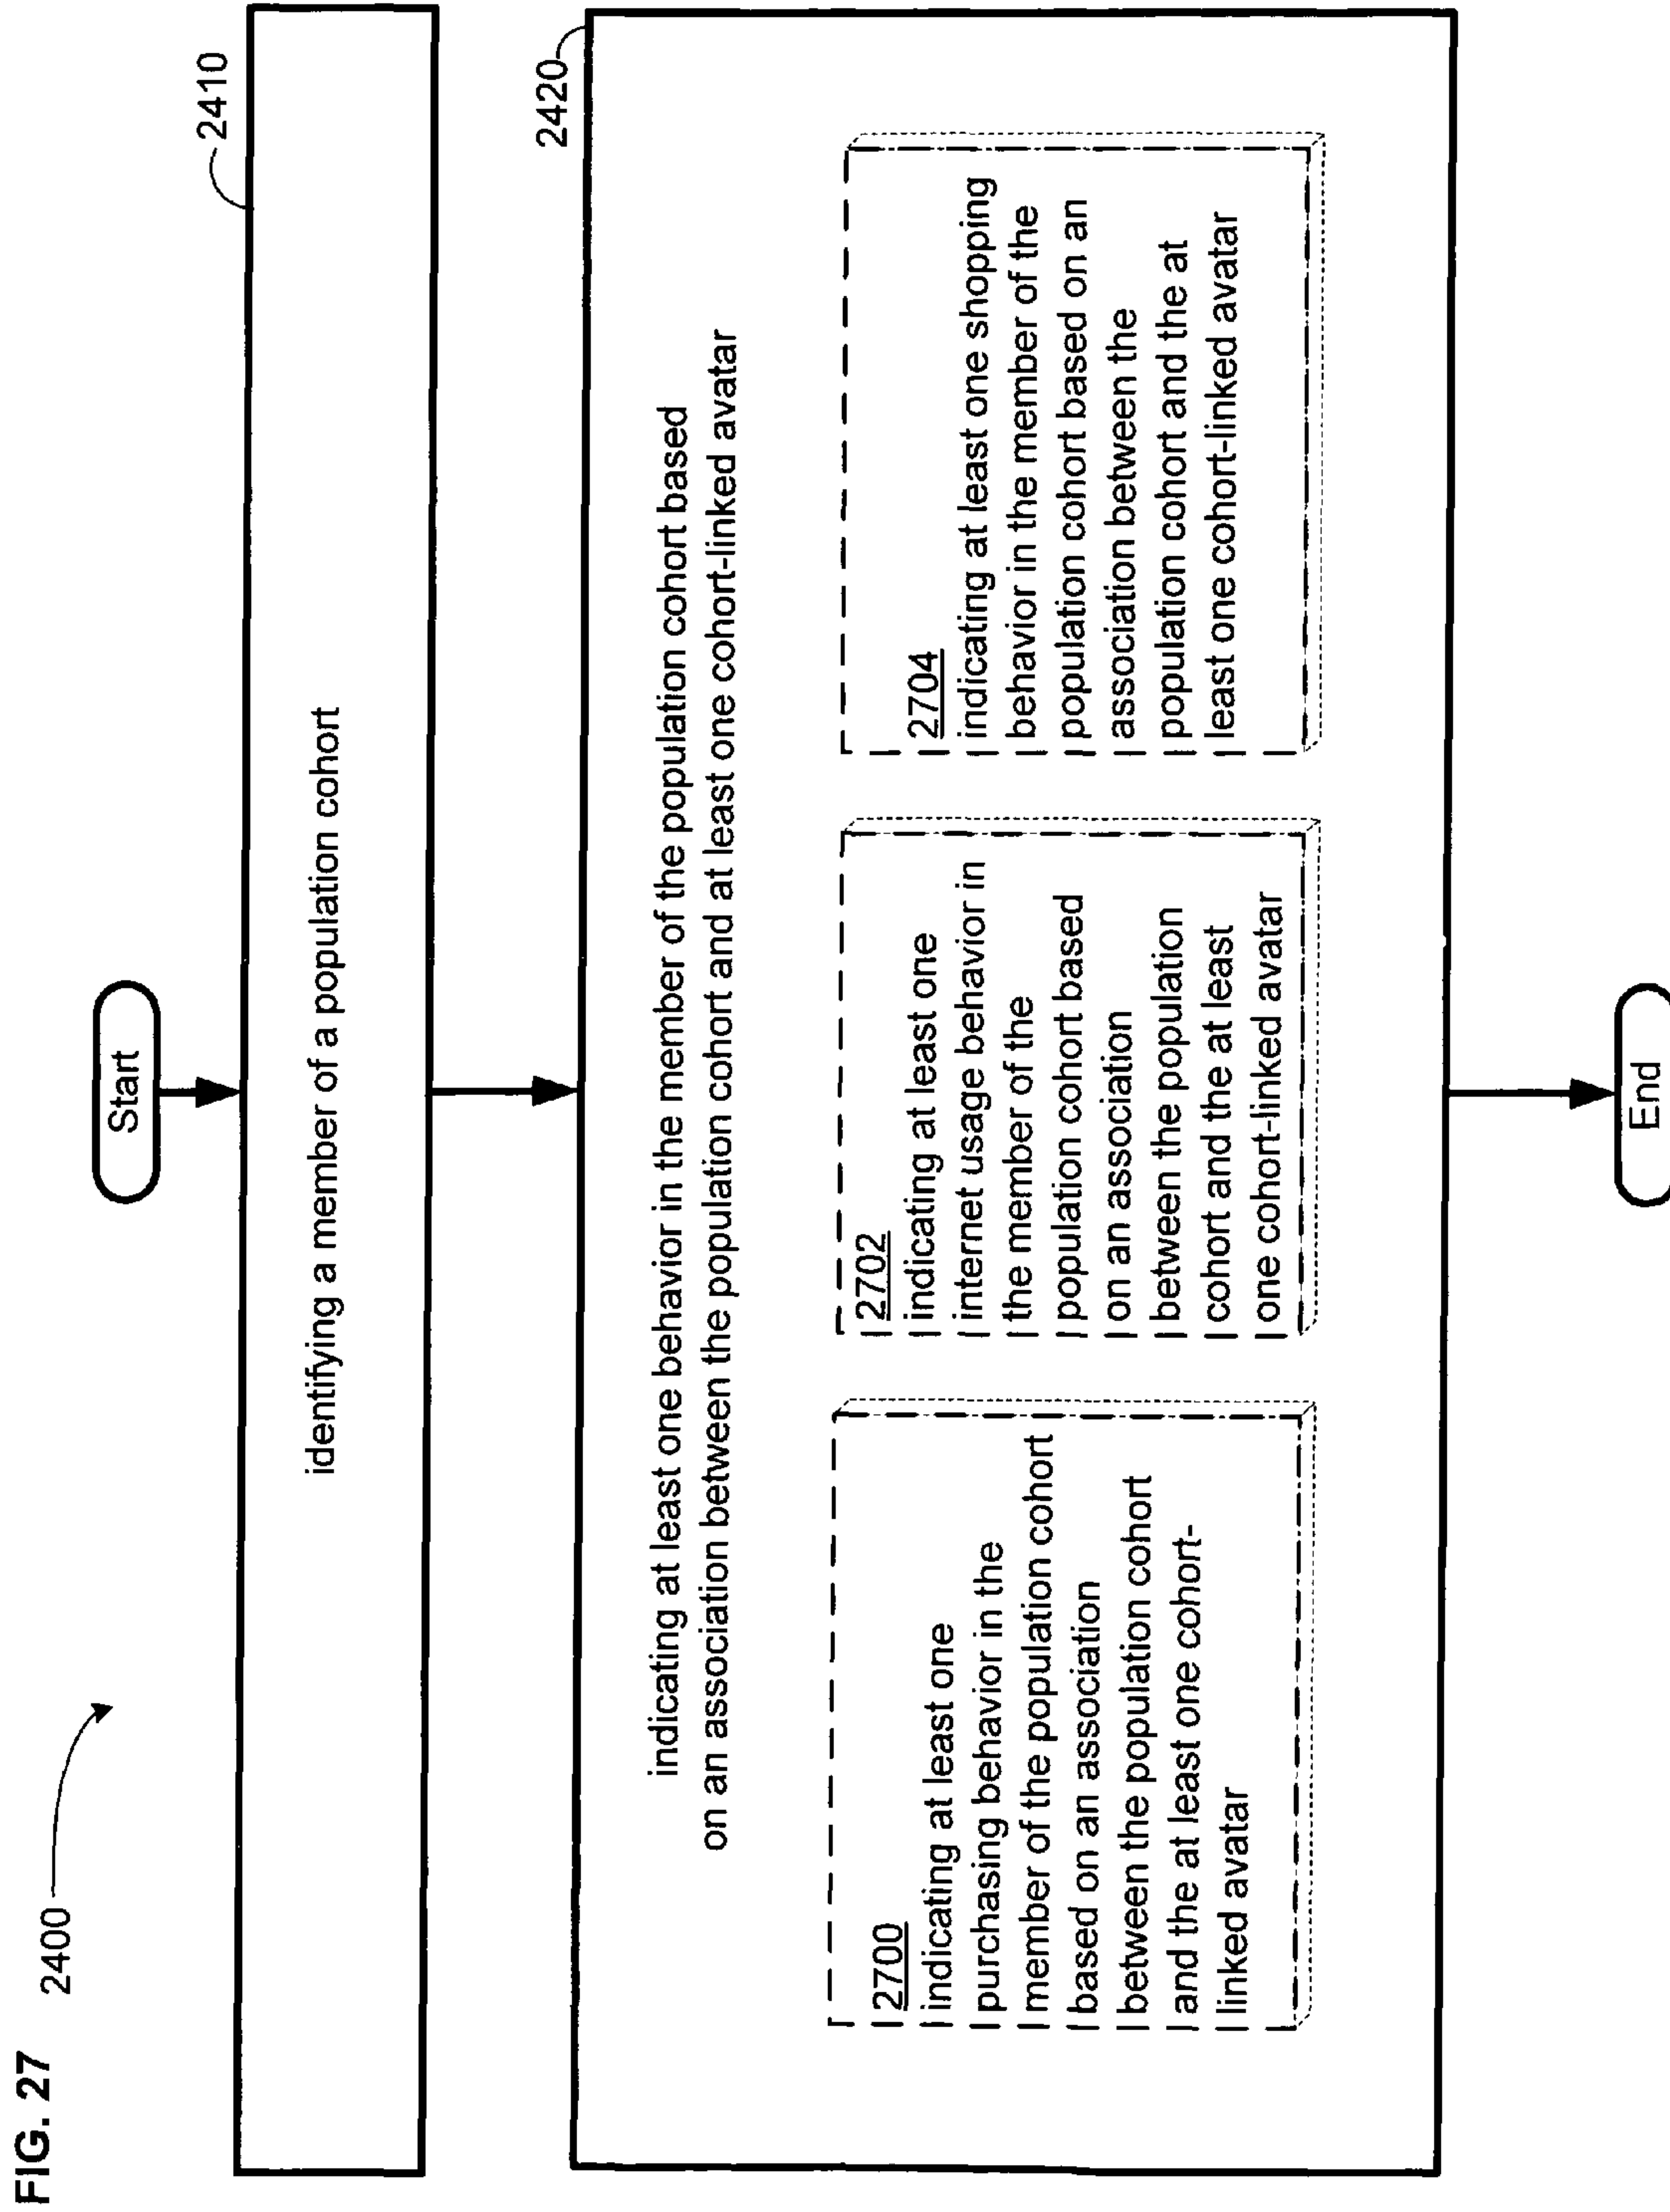 FIG. 27
2400
Start
2410
identifying a member of a population cohort
2420
indicating at least one behavior in the member of the population cohort based
on an association between the population cohort and at least one cohort-linked avatar
2700
indicating at least one
purchasing behavior in the
member of the population cohort
based on an association
between the population cohort
and the at least one cohort-
linked avatar
2702
indicating at least one
internet usage behavior in
the member of the
population cohort based
on an association
between the population
cohort and the at least
one cohort-linked avatar
2704
indicating at least one shopping
behavior in the member of the
population cohort based on an
association between the
population cohort and the at
least one cohort-linked avatar
End